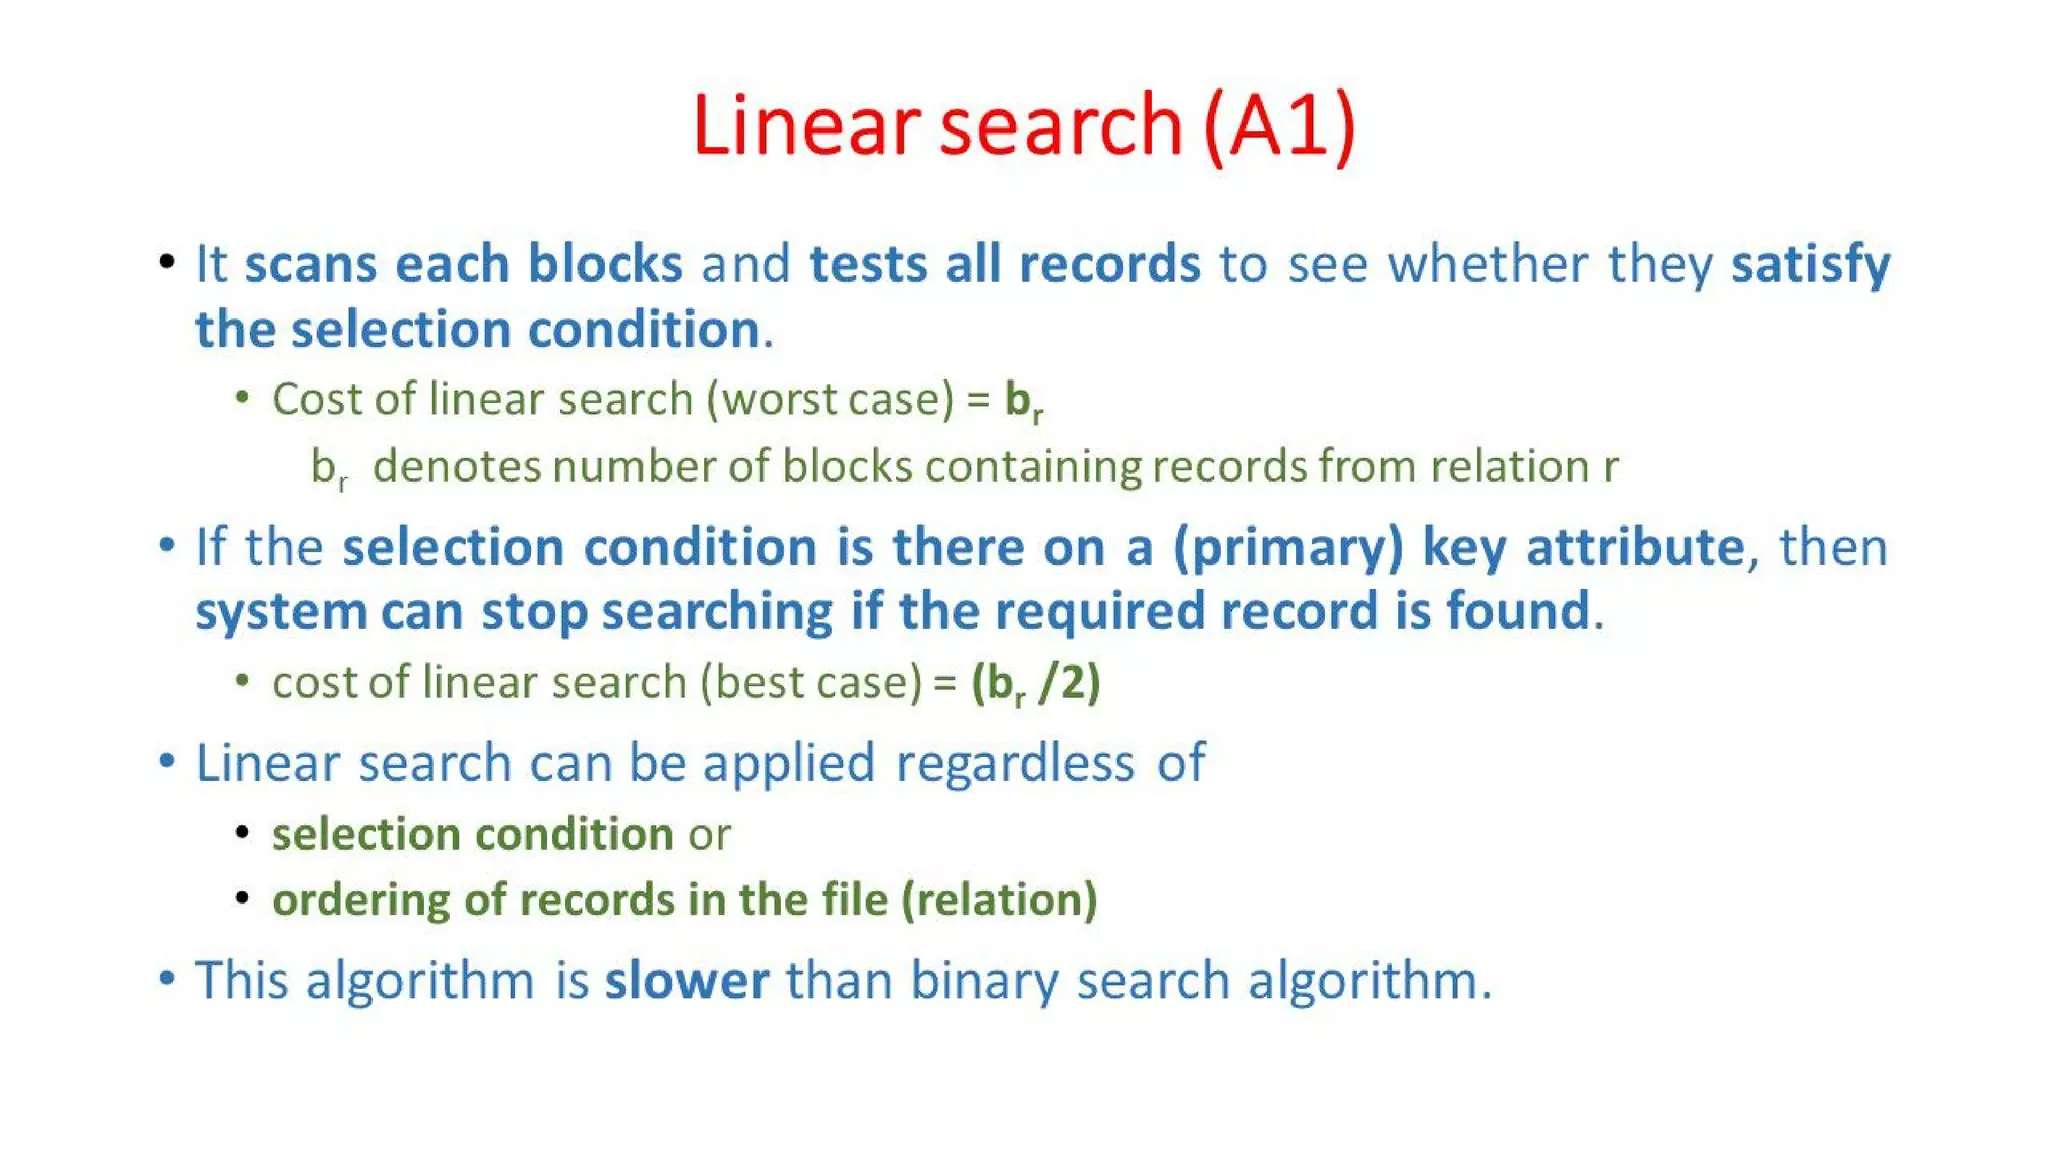 Linear search (A1)
• It scans each blocks and tests all records to see whether they satisfy
the selection condition.
• Cost of linear search (worst case) = br
br denotes number of blocks containing records from relation r
• If the selection condition is there on a (primary) key attribute, then
system can stop searching if the required record is found.
• cost of linear search (best case) = (br /2)
• Linear search can be applied regardless of
• selection condition or
• ordering of records in the file (relation)
• This algorithm is slower than binary search algorithm.